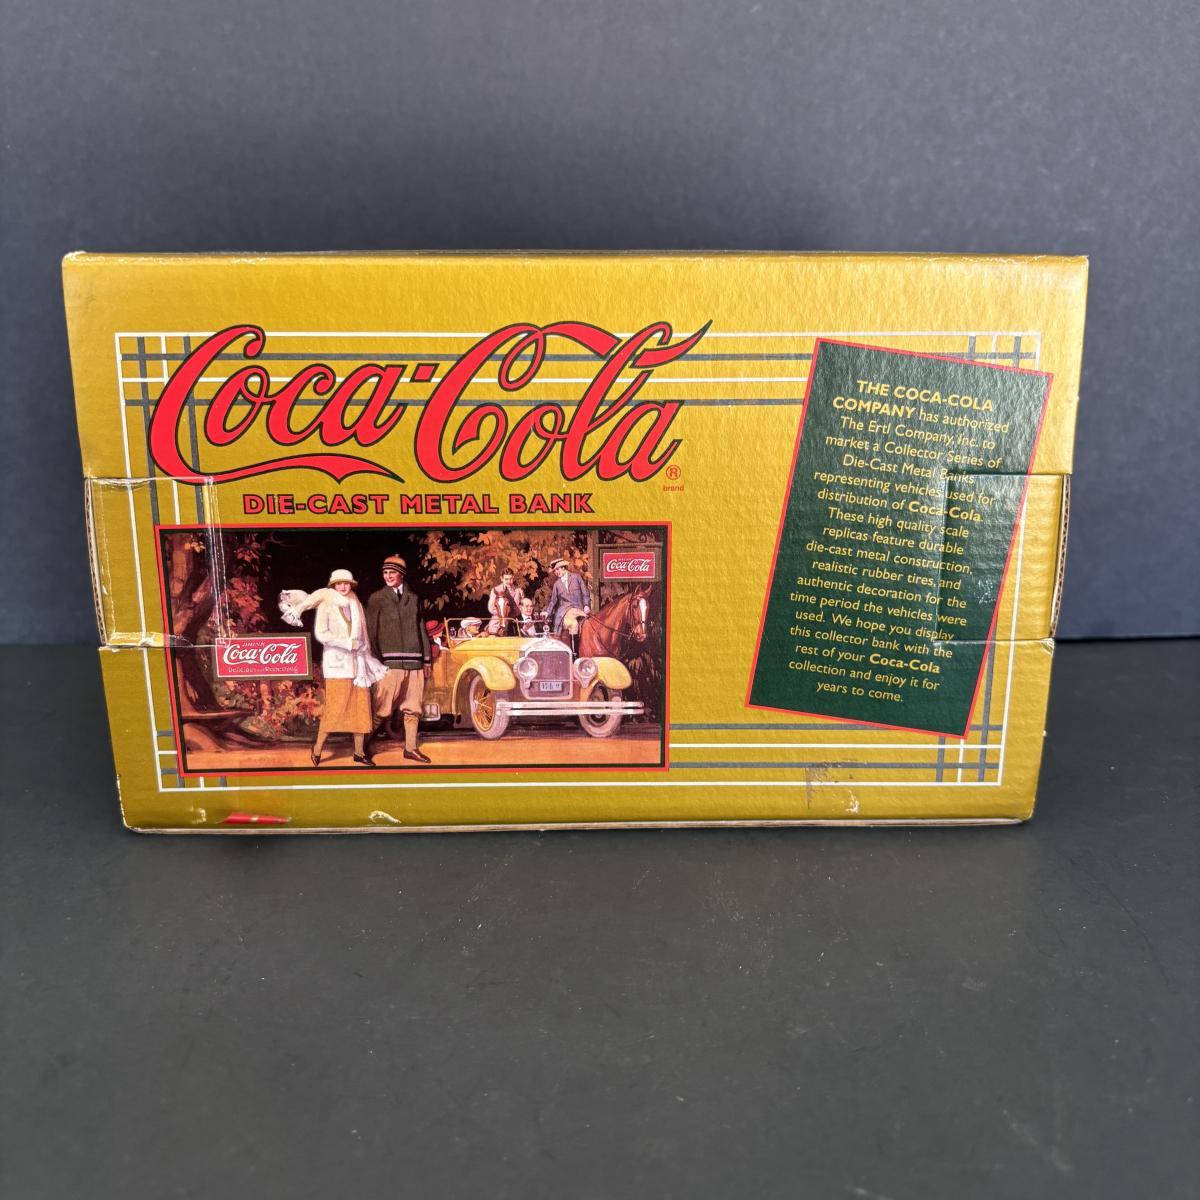 Coca-Cola
®
brand
DIE-CAST METAL BANK
Coca-Cola
DRINK
Coca-Cola
DELICIOUS and REFRESHING
THE COCA-COLA
COMPANY has authorized
The Ertl Company, Inc. to
market a Collector Series of
Die-Cast Metal Banks
representing vehicles used for
distribution of Coca-Cola.
These high quality scale
replicas feature durable
die-cast metal construction,
realistic rubber tires, and
authentic decoration for the
time period the vehicles were
used. We hope you display
this collector bank with the
rest of your Coca-Cola
collection and enjoy it for
years to come.